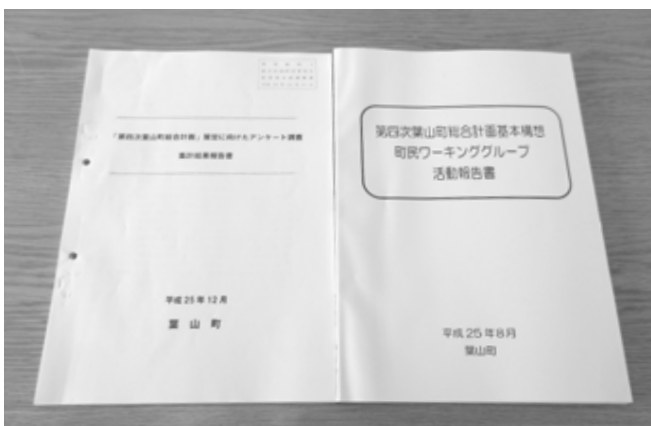 「第四次葉山町総合計画」策定に向けたアンケート調査
集計結果報告書
平成25年12月
葉山町
第四次葉山町総合計画基本構想
町民ワーキンググループ
活動報告書
平成25年8月
葉山町